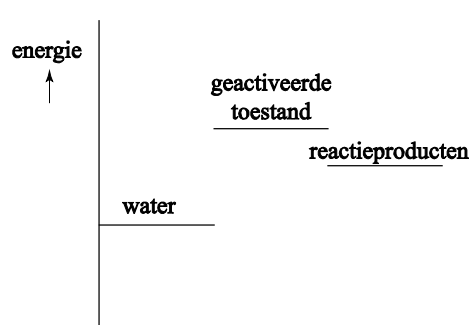 energie
geactiveerde
toestand
reactieproducten
water